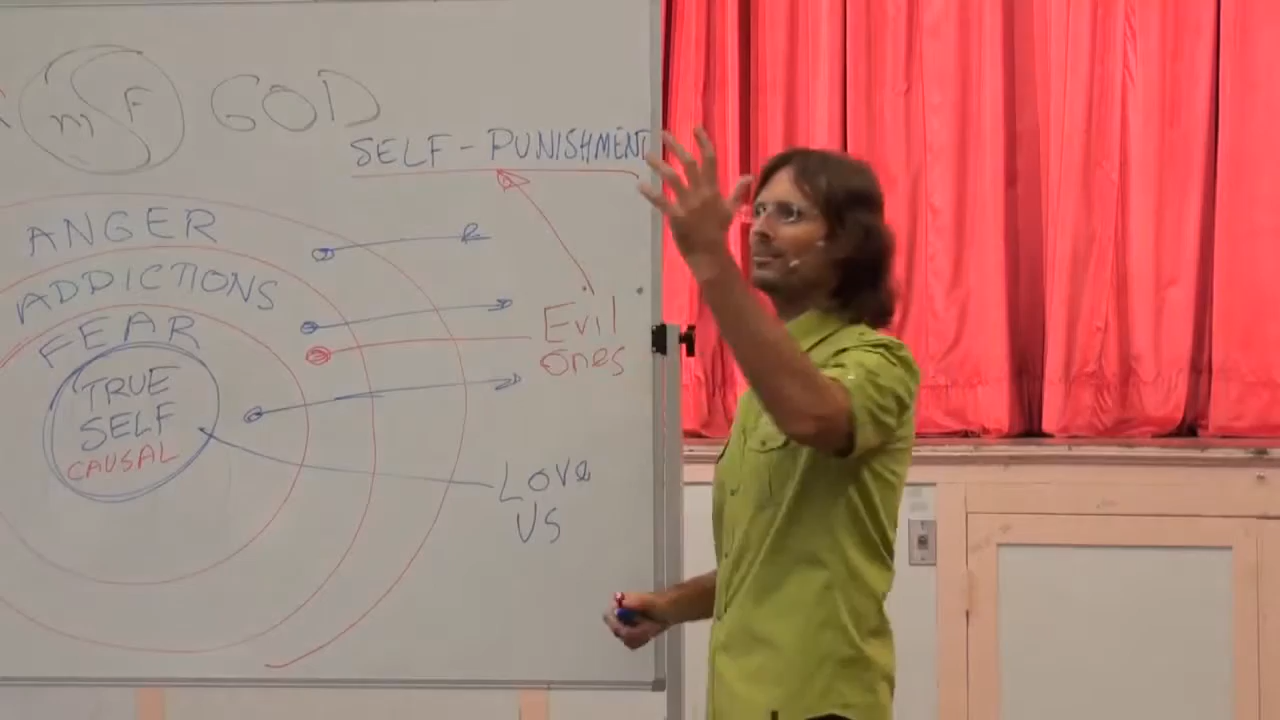 m F GOD
SELF - PUNISHMENT
ANGER
ADDICTIONS
FEAR
TRUE
SELF
CAUSAL
Evil
ones
Love
US